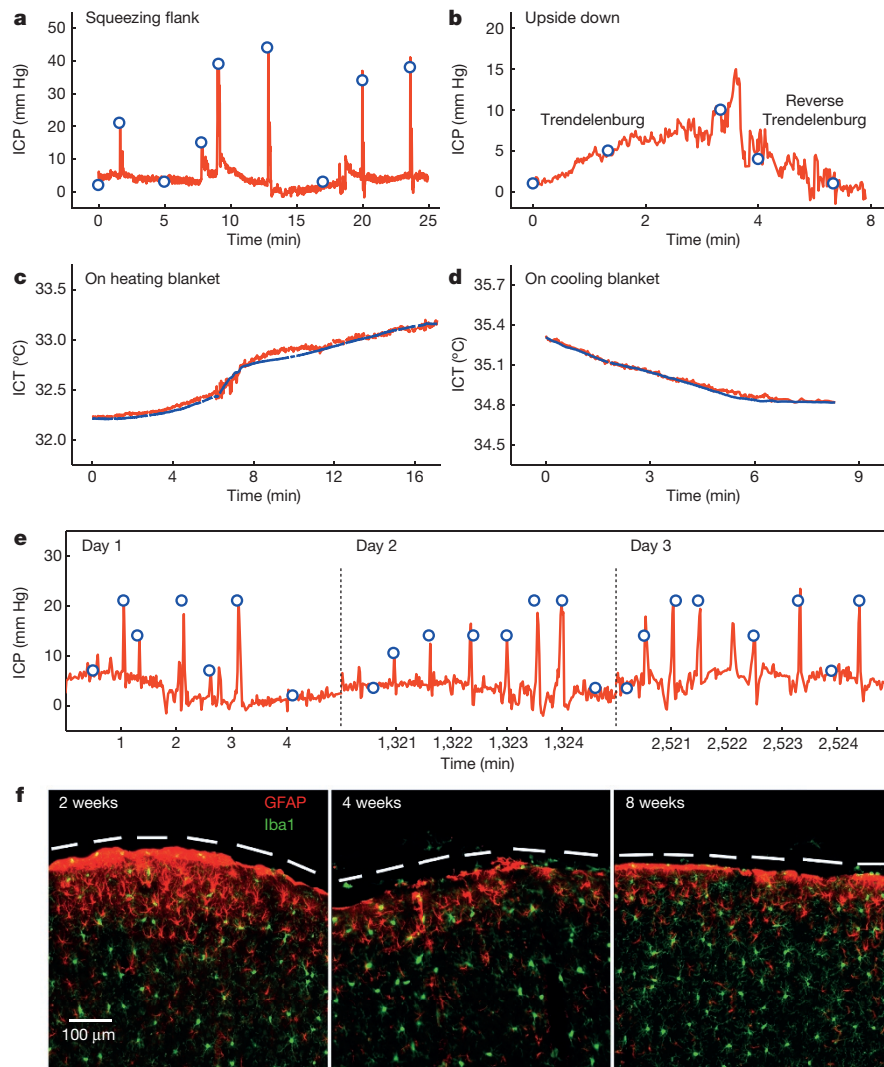 a Squeezing flank
ICP (mm Hg)
50
40
30
20
10
0
0 5 10 15 20 25
Time (min)
b Upside down
ICP (mm Hg)
20
15
10
5
0
Trendelenburg
Reverse
Trendelenburg
0 2 4 6 8
Time (min)
c On heating blanket
ICT (ºC)
33.5
33.0
32.5
32.0
0 4 8 12 16
Time (min)
d On cooling blanket
ICT (ºC)
35.7
35.4
35.1
34.8
34.5
0 3 6 9
Time (min)
e Day 1 Day 2 Day 3
ICP (mm Hg)
30
20
10
0
1 2 3 4 1,321 1,322 1,323 1,324 2,521 2,522 2,523 2,524
Time (min)
f 2 weeks GFAP 4 weeks 8 weeks
Iba1
100 μm